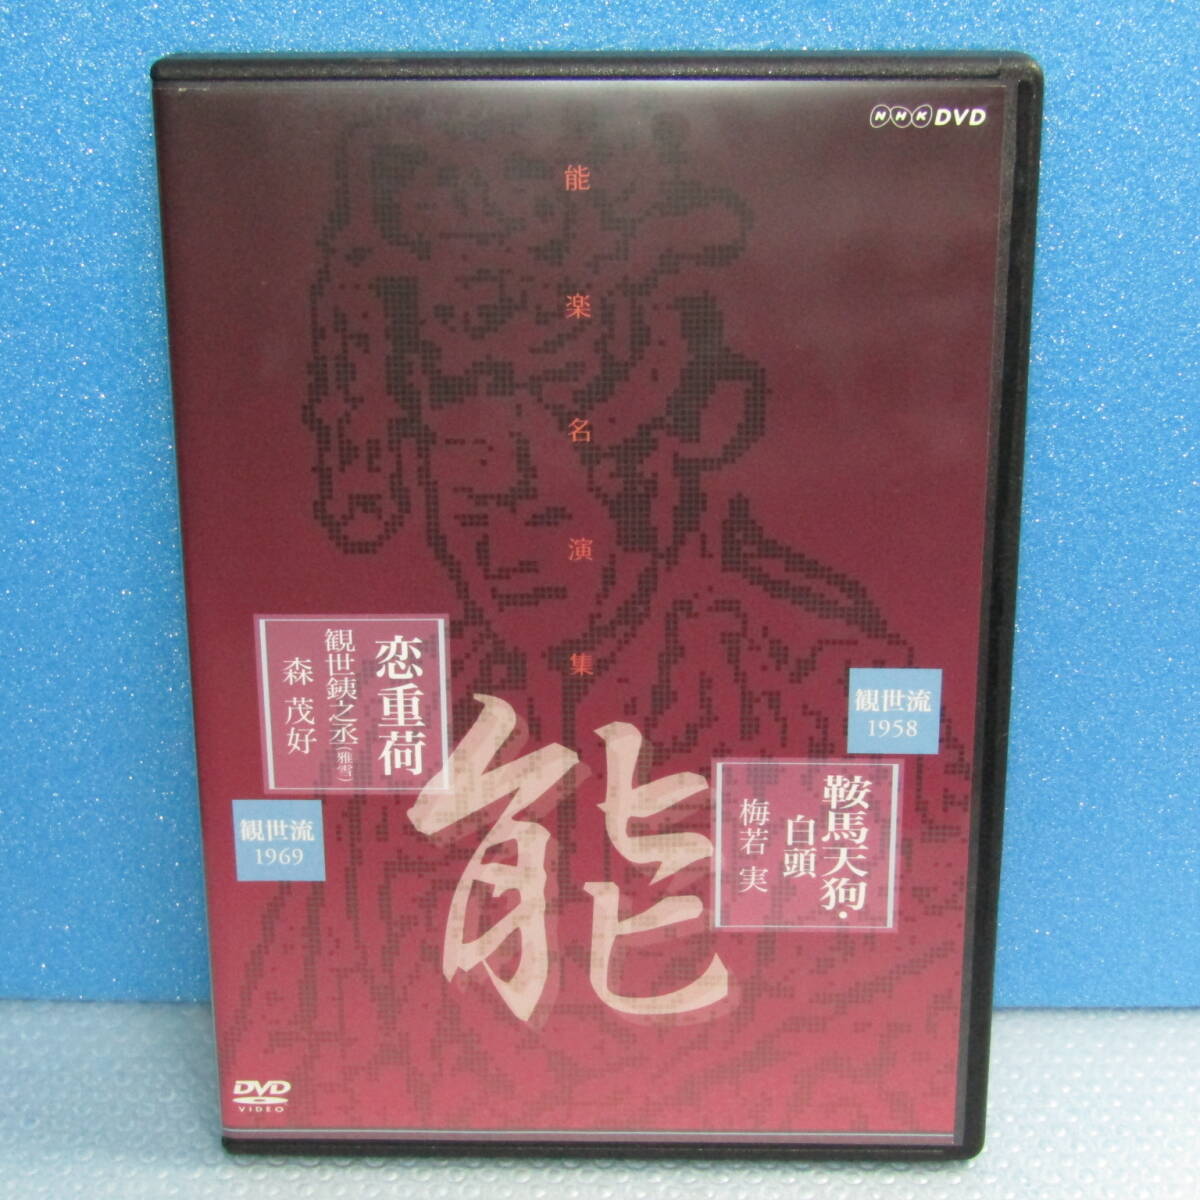 NHK DVD
能楽名演集
観世流
1958
鞍馬天狗・
白頭
梅若 実
恋重荷
観世銕之丞(雅雪)
森 茂好
観世流
1969
能
DVD
VIDEO